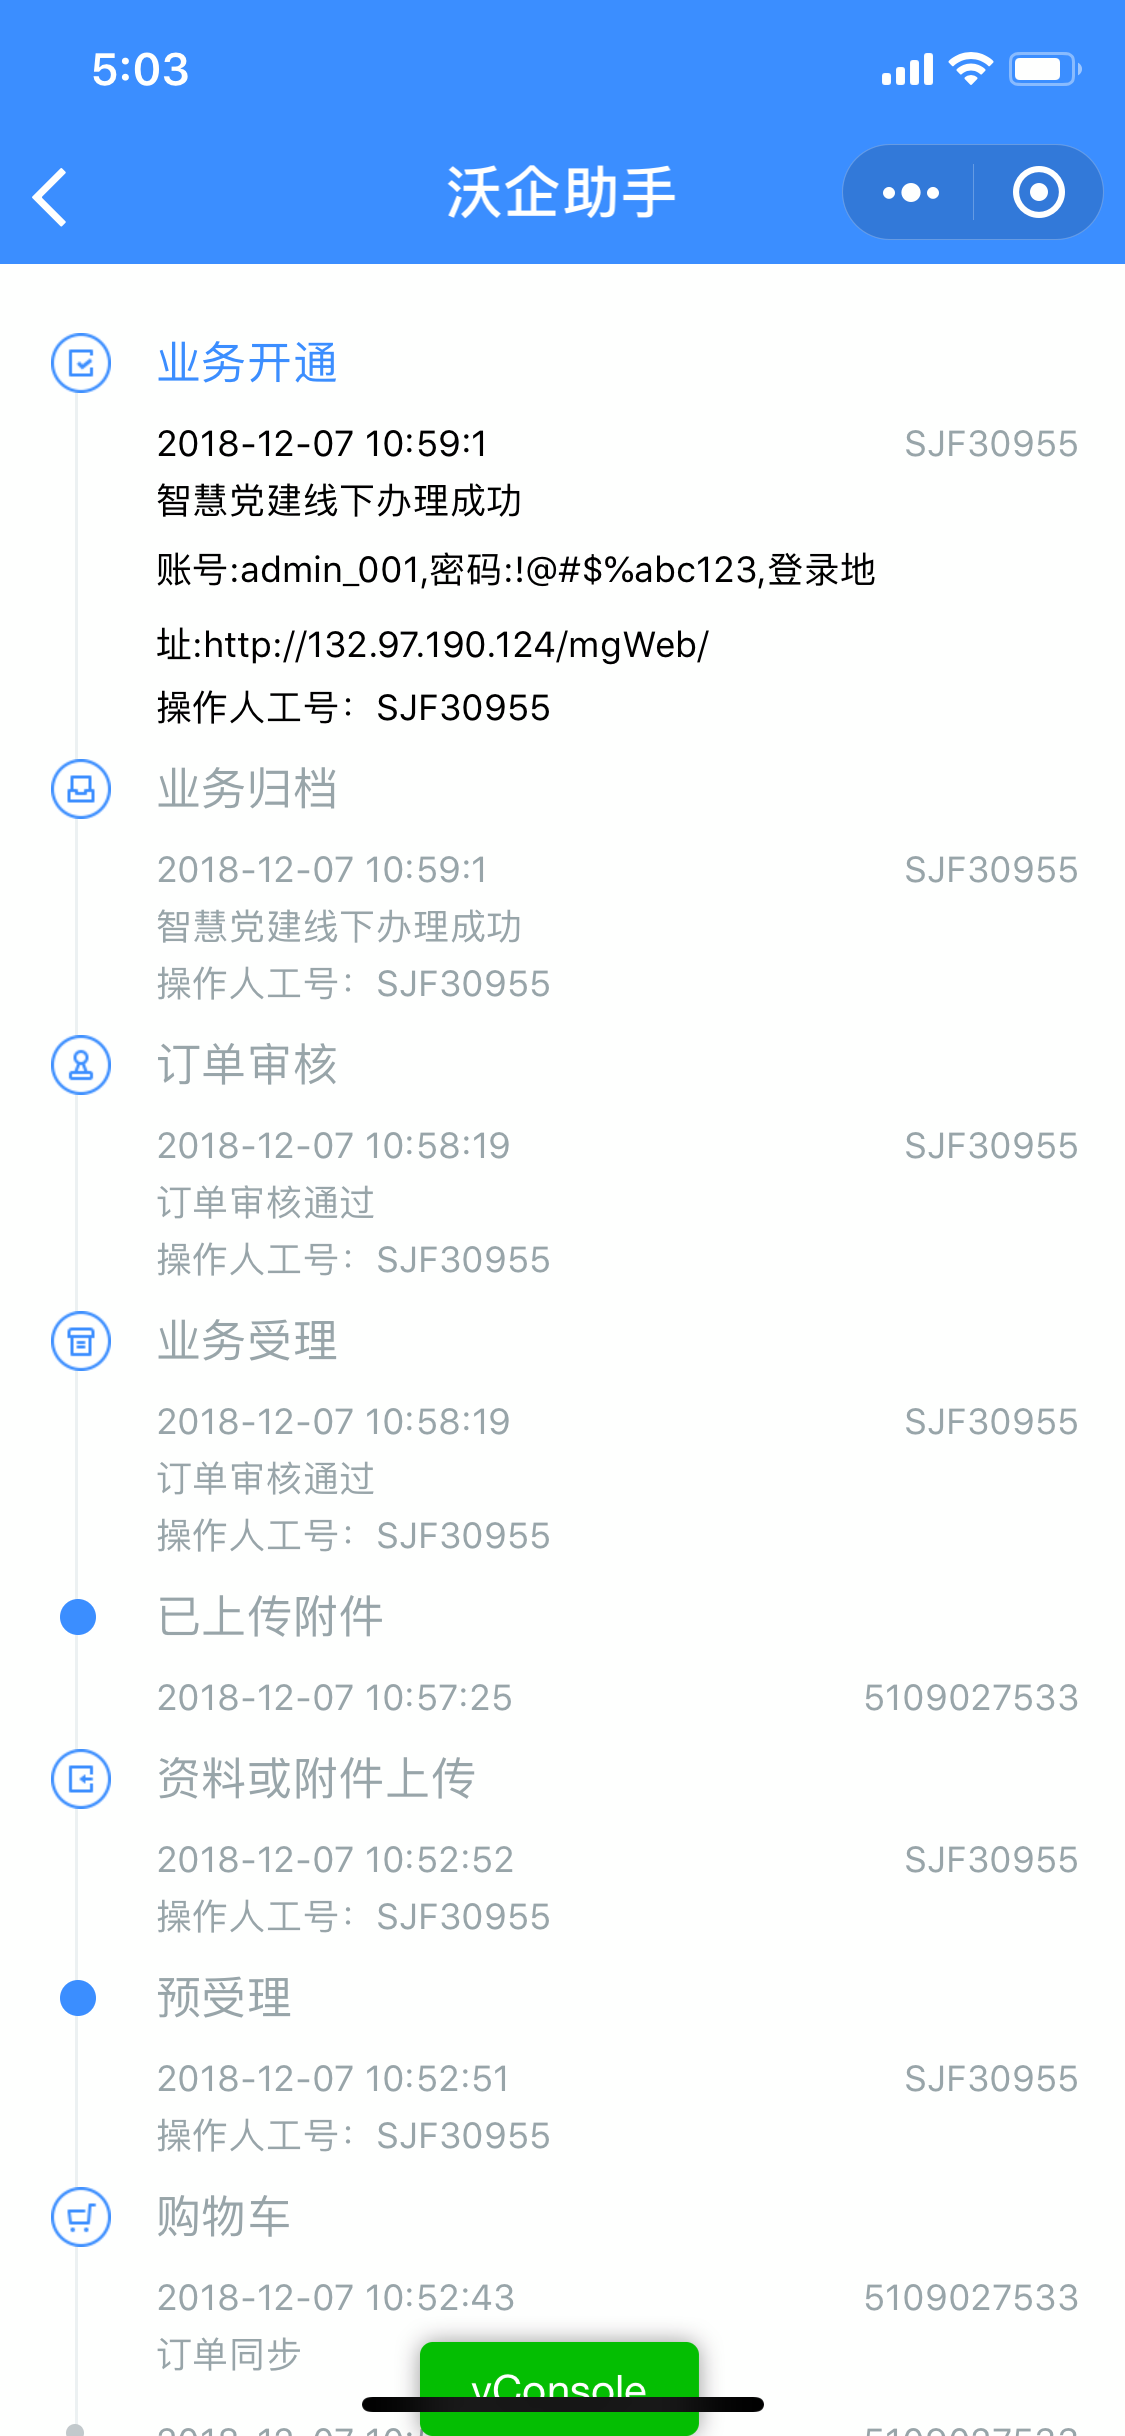 5:03
沃企助手
业务开通
2018-12-07 10:59:1 SJF30955
智慧党建线下办理成功
账号:admin_001,密码:!@#$%abc123,登录地
址:http://132.97.190.124/mgWeb/
操作人工号：SJF30955
业务归档
2018-12-07 10:59:1 SJF30955
智慧党建线下办理成功
操作人工号：SJF30955
订单审核
2018-12-07 10:58:19 SJF30955
订单审核通过
操作人工号：SJF30955
业务受理
2018-12-07 10:58:19 SJF30955
订单审核通过
操作人工号：SJF30955
已上传附件
2018-12-07 10:57:25 5109027533
资料或附件上传
2018-12-07 10:52:52 SJF30955
操作人工号：SJF30955
预受理
2018-12-07 10:52:51 SJF30955
操作人工号：SJF30955
购物车
2018-12-07 10:52:43 5109027533
订单同步
vConsole
2018-12-07 5109027533